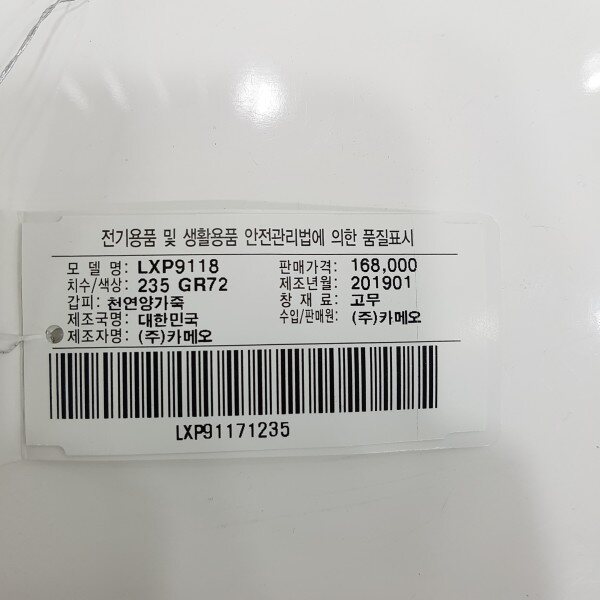 전기용품 및 생활용품 안전관리법에 의한 품질표시
모 델 명: LXP9118 판매가격: 168,000
치수/색상: 235 GR72 제조년월: 201901
갑피: 천연양가죽 창 재 료: 고무
제조국명: 대한민국 수입/판매원: (주)카메오
제조자명: (주)카메오
LXP91171235